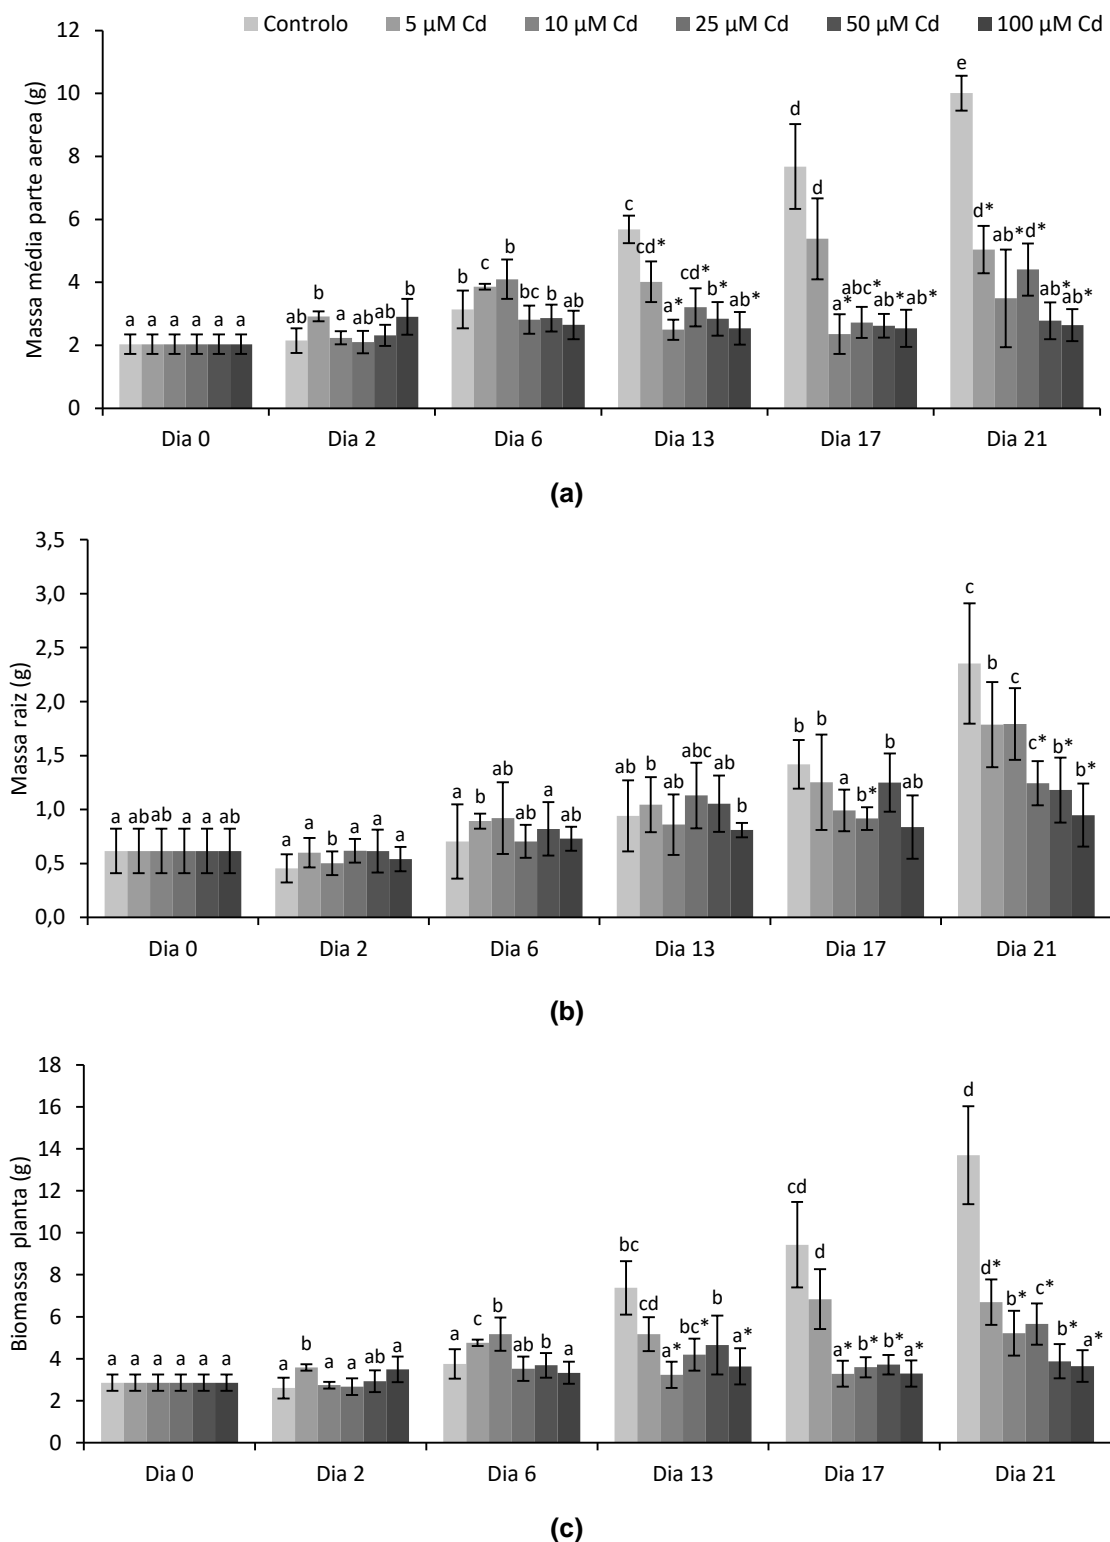 Controlo 5 µM Cd 10 µM Cd 25 µM Cd 50 µM Cd 100 µM Cd
Massa média parte aerea (g)
12
10
8
6
4
2
0
a a a a a a
ab b a ab ab b
b c b bc b ab
c cd* a* cd* b* ab*
d d a* abc* ab* ab*
e d* ab* d* ab* ab*
Dia 0 Dia 2 Dia 6 Dia 13 Dia 17 Dia 21
(a)
Massa raiz (g)
3,5
3,0
2,5
2,0
1,5
1,0
0,5
0,0
a ab ab a a ab
a a b a a a
a b ab ab a ab
ab b ab abc ab b
b b a b* b ab
c b c c* b* b*
Dia 0 Dia 2 Dia 6 Dia 13 Dia 17 Dia 21
(b)
Biomassa planta (g)
18
16
14
12
10
8
6
4
2
0
a a a a a a
a b a a ab a
a c b ab b a
bc cd a* bc* b a*
cd d a* b* b* a*
d d* b* c* b* a*
Dia 0 Dia 2 Dia 6 Dia 13 Dia 17 Dia 21
(c)